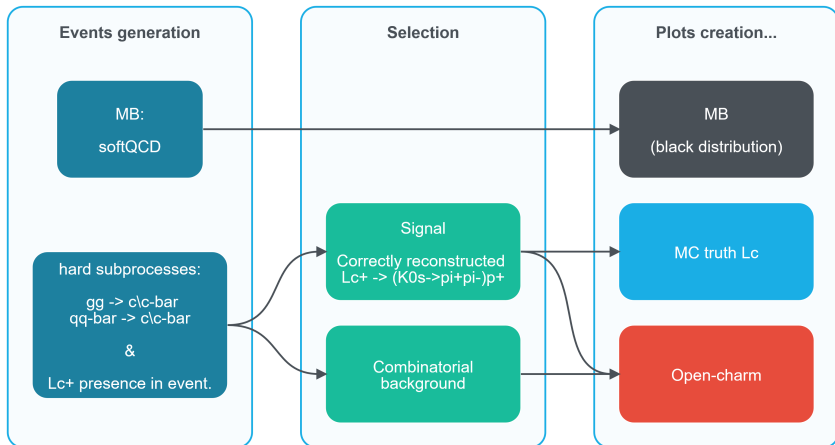 Events generation
MB:
softQCD
hard subprocesses:
gg -> c\c-bar
qq-bar -> c\c-bar
&
Lc+ presence in event.
Selection
Signal
Correctly reconstructed
Lc+ -> (K0s->pi+pi-)p+
Combinatorial
background
Plots creation...
MB
(black distribution)
MC truth Lc
Open-charm